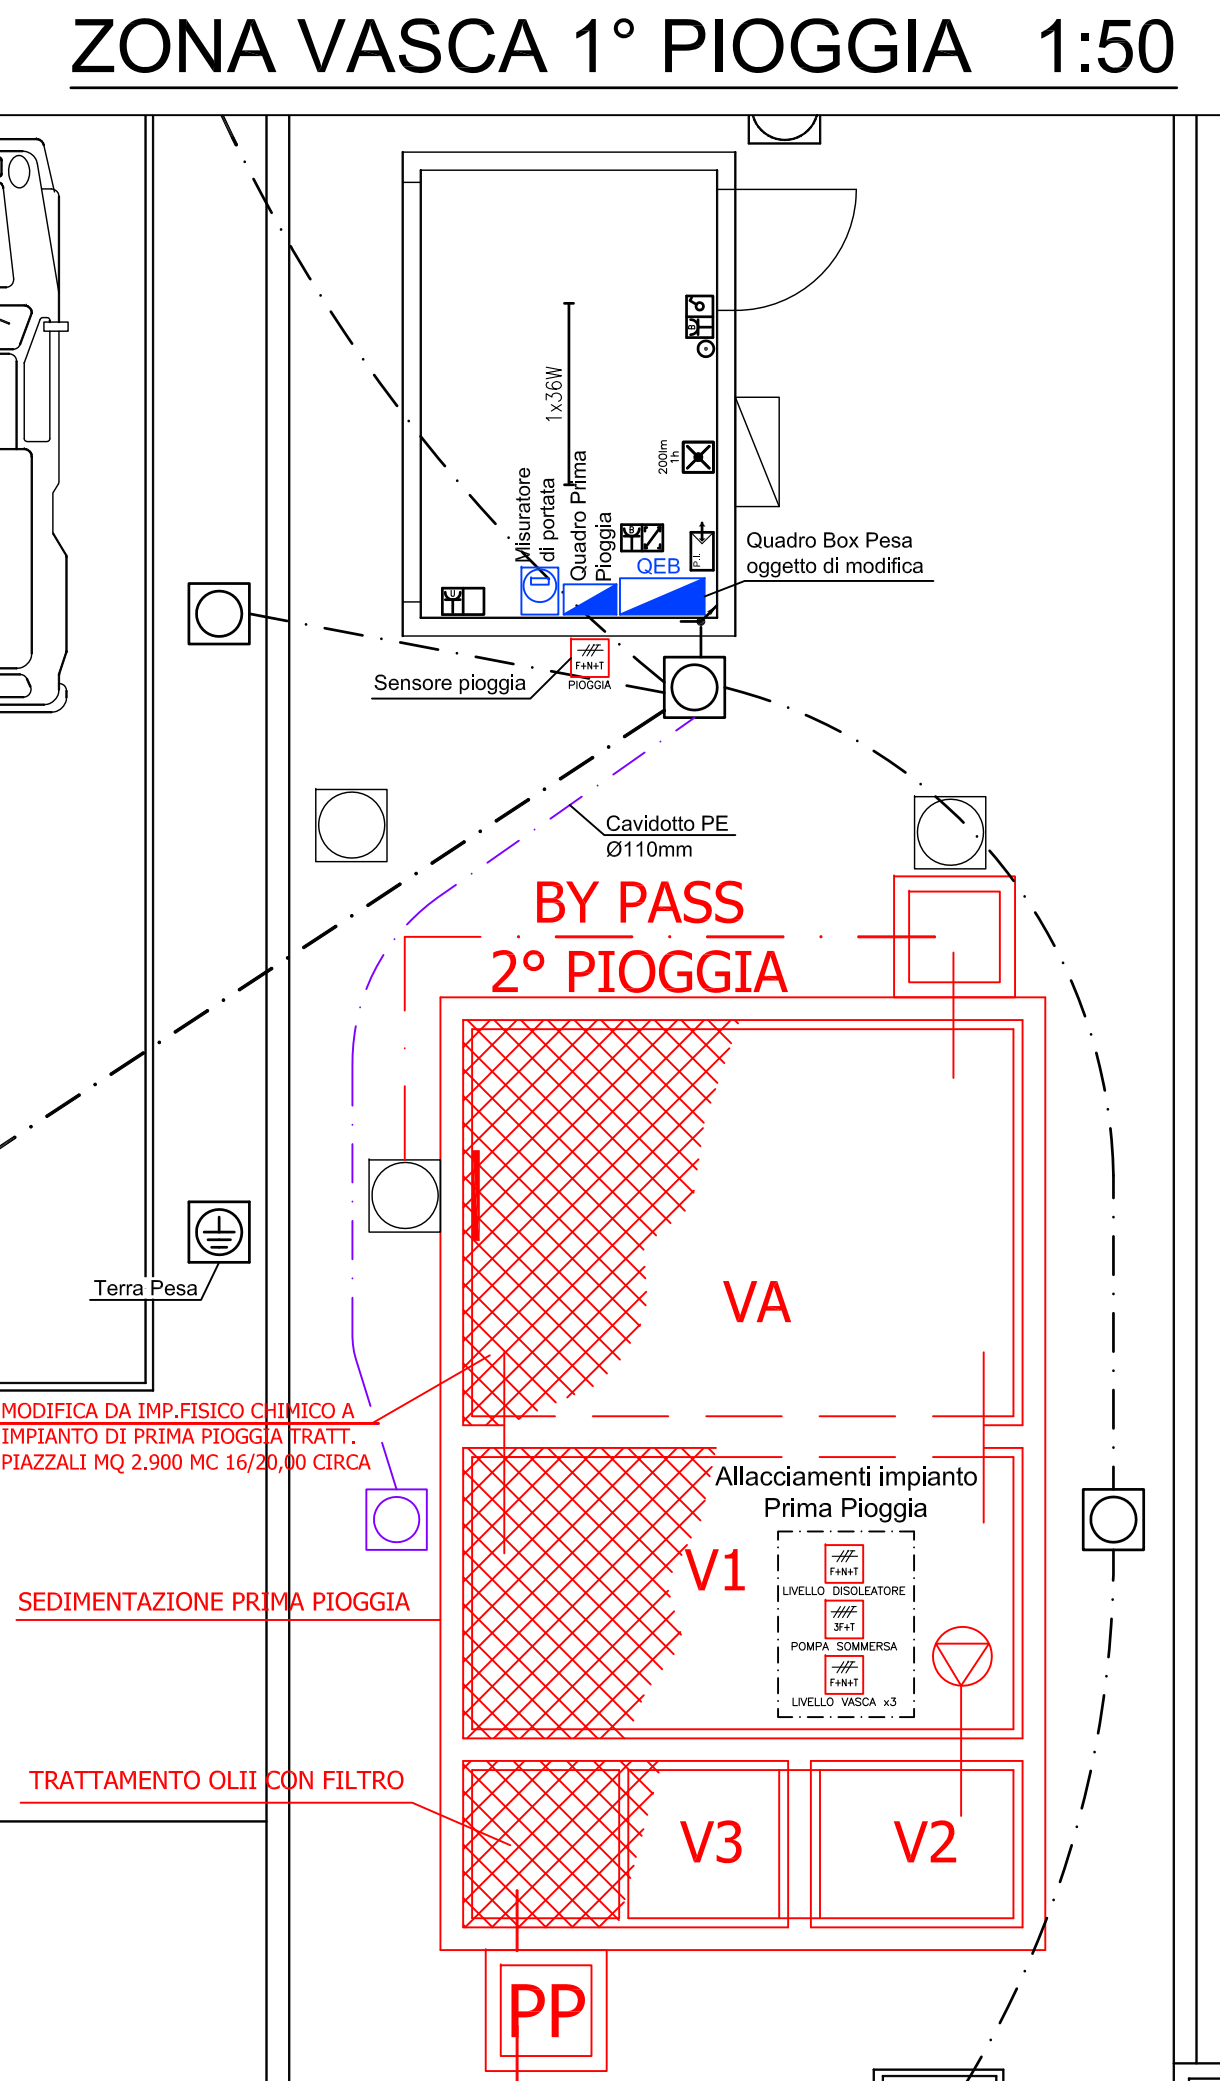 ZONA VASCA 1° PIOGGIA 1:50
1x36W
200lm
1h
Misuratore
di portata
Quadro Prima
Pioggia
B
B
U
P.I.
QEB
Quadro Box Pesa
oggetto di modifica
F+N+T
PIOGGIA
Sensore pioggia
Cavidotto PE
Ø110mm
BY PASS
2° PIOGGIA
VA
Terra Pesa
MODIFICA DA IMP.FISICO CHIMICO A
IMPIANTO DI PRIMA PIOGGIA TRATT.
PIAZZALI MQ 2.900 MC 16/20,00 CIRCA
Allacciamenti impianto
Prima Pioggia
V1
F+N+T
LIVELLO DISOLEATORE
3F+T
POMPA SOMMERSA
F+N+T
LIVELLO VASCA x3
SEDIMENTAZIONE PRIMA PIOGGIA
TRATTAMENTO OLII CON FILTRO
V3
V2
PP